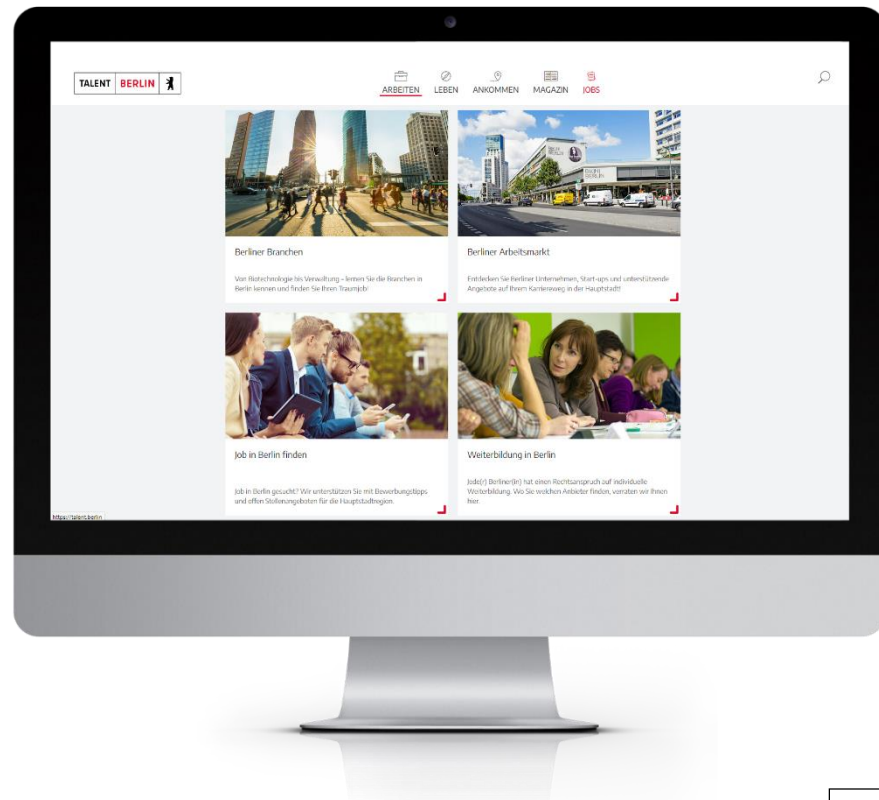 TALENT BERLIN
ARBEITEN LEBEN ANKOMMEN MAGAZIN JOBS
Berliner Branchen
Von Biotechnologie bis Verwaltung – lernen Sie die Branchen in
Berlin kennen und finden Sie Ihren Traumjob!
Berliner Arbeitsmarkt
Entdecken Sie Berliner Unternehmen, Start-ups und unterstützende
Angebote auf Ihrem Karriereweg in der Hauptstadt!
Job in Berlin finden
Job in Berlin gesucht? Wir unterstützen Sie mit Bewerbungstipps
und offen Stellenangeboten für die Hauptstadtregion.
Weiterbildung in Berlin
Jede(r) Berliner(in) hat einen Rechtsanspruch auf individuelle
Weiterbildung. Wo Sie welchen Anbieter finden, verraten wir Ihnen
hier.
https://talent.berlin